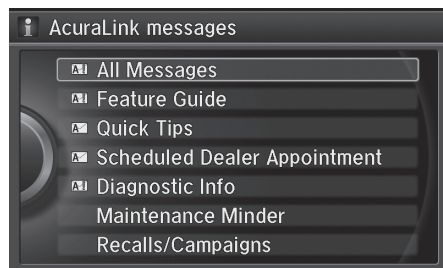 i AcuraLink messages
All Messages
Feature Guide
Quick Tips
Scheduled Dealer Appointment
Diagnostic Info
Maintenance Minder
Recalls/Campaigns